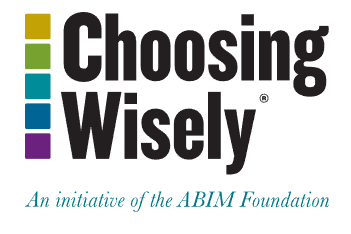 Choosing
Wisely®
An initiative of the ABIM Foundation